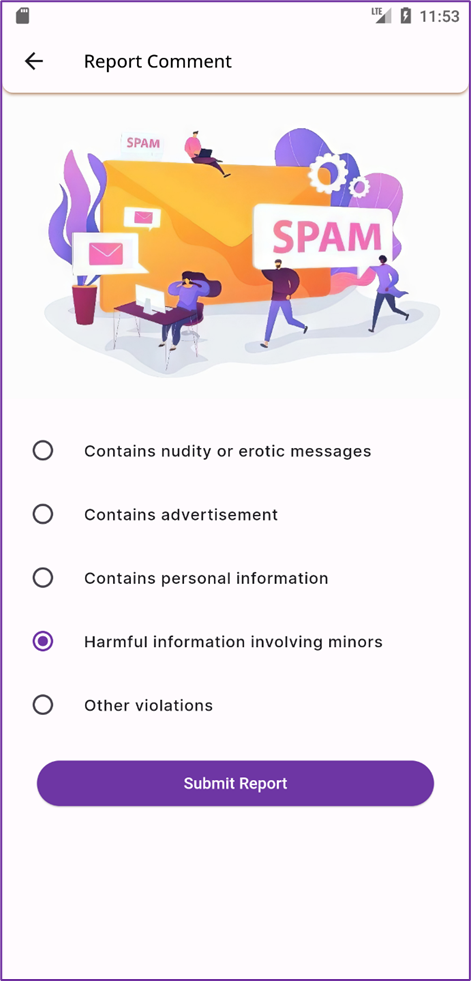 LTE 11:53
Report Comment
SPAM
SPAM
Contains nudity or erotic messages
Contains advertisement
Contains personal information
Harmful information involving minors
Other violations
Submit Report